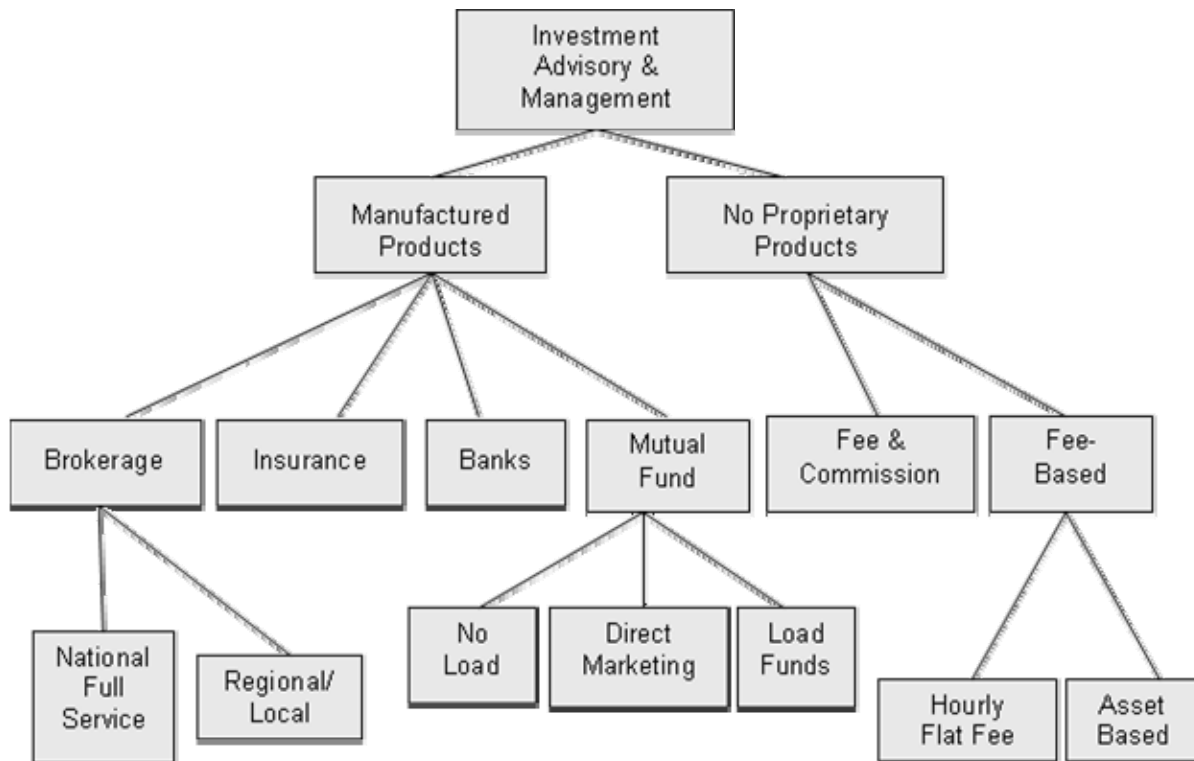 Investment
Advisory &
Management
Manufactured
Products
No Proprietary
Products
Brokerage
Insurance
Banks
Mutual
Fund
Fee &
Commission
Fee-
Based
National
Full
Service
Regional/
Local
No
Load
Direct
Marketing
Load
Funds
Hourly
Flat Fee
Asset
Based